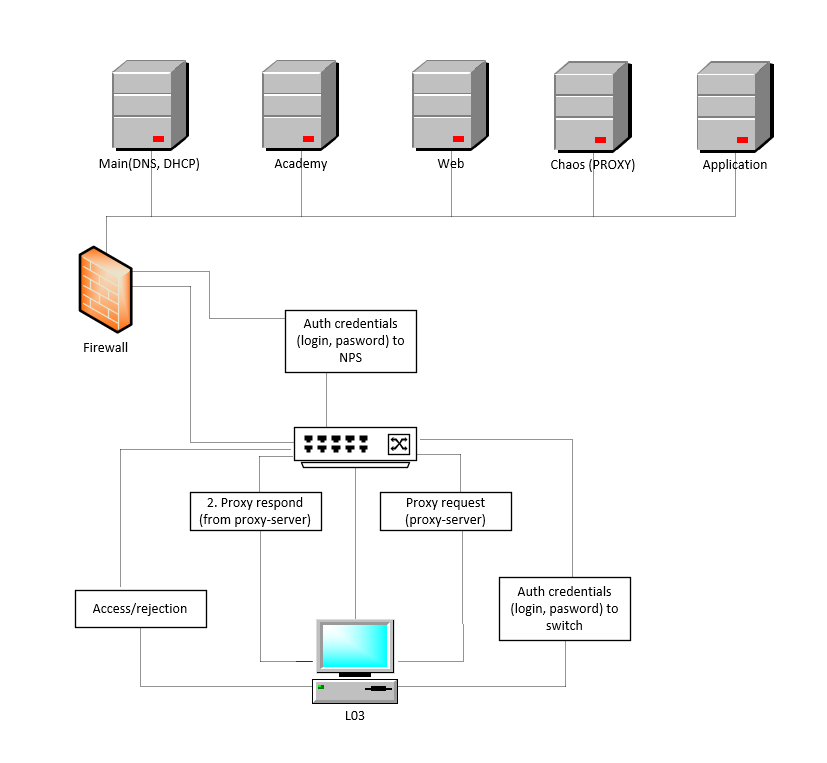 Main(DNS, DHCP)
Academy
Web
Chaos (PROXY)
Application
Firewall
Auth credentials
(login, pasword) to
NPS
2. Proxy respond
(from proxy-server)
Proxy request
(proxy-server)
Access/rejection
Auth credentials
(login, pasword) to
switch
L03